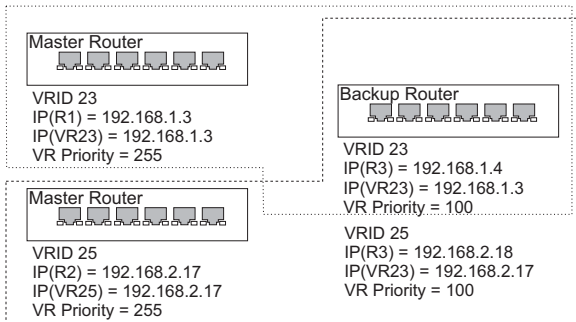 Master Router
VRID 23
IP(R1) = 192.168.1.3
IP(VR23) = 192.168.1.3
VR Priority = 255
Master Router
VRID 25
IP(R2) = 192.168.2.17
IP(VR25) = 192.168.2.17
VR Priority = 255
Backup Router
VRID 23
IP(R3) = 192.168.1.4
IP(VR23) = 192.168.1.3
VR Priority = 100
VRID 25
IP(R3) = 192.168.2.18
IP(VR23) = 192.168.2.17
VR Priority = 100